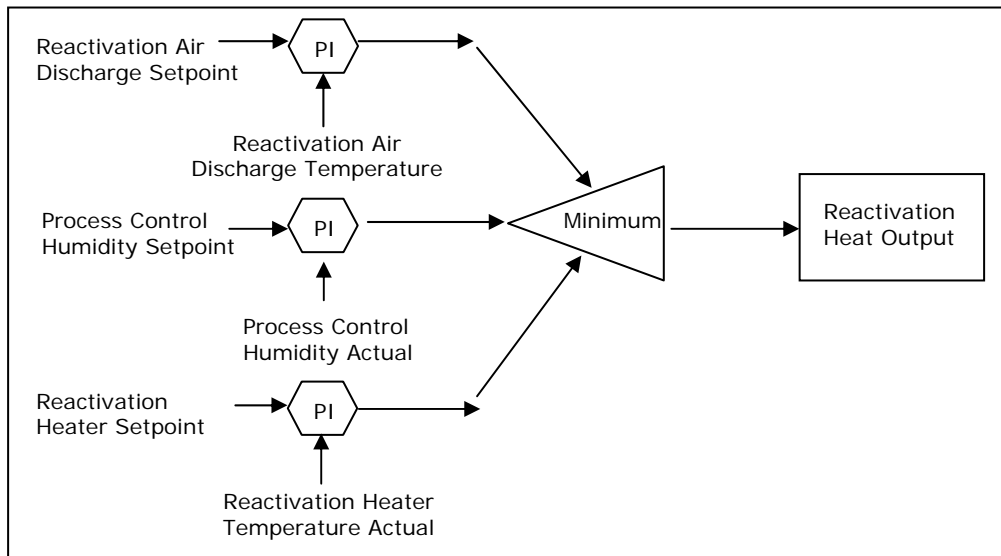 Reactivation Air
Discharge Setpoint
PI
Reactivation Air
Discharge Temperature
Process Control
Humidity Setpoint
PI
Minimum
Reactivation
Heat Output
Process Control
Humidity Actual
Reactivation
Heater Setpoint
PI
Reactivation Heater
Temperature Actual